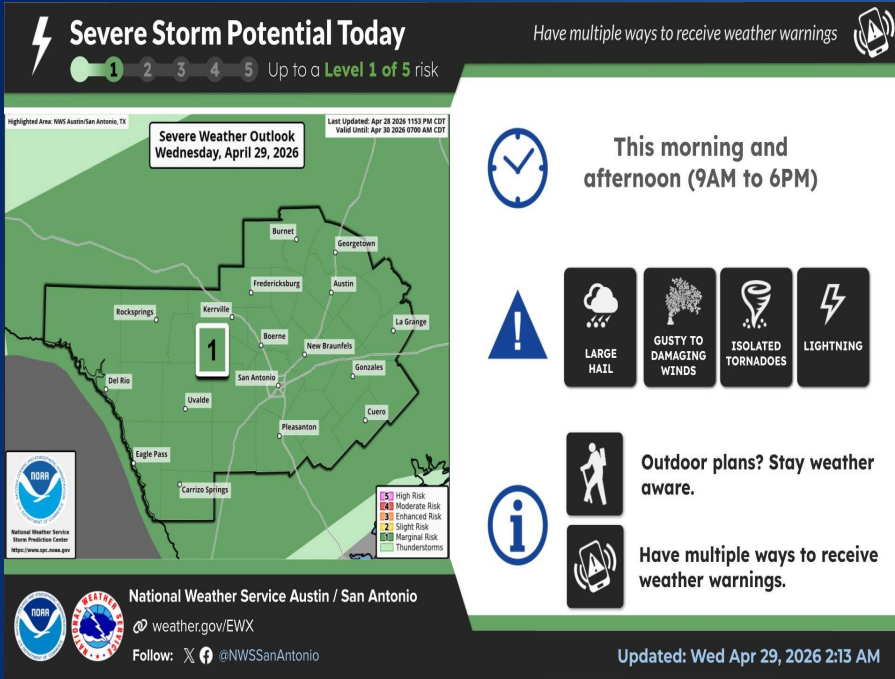 Severe Storm Potential Today
1 2 3 4 5 Up to a Level 1 of 5 risk
Have multiple ways to receive weather warnings
Highlighted Area: NWS Austin/San Antonio, TX
Last Updated: Apr 28 2026 1153 PM CDT
Valid Until: Apr 30 2026 0700 AM CDT
Severe Weather Outlook
Wednesday, April 29, 2026
Burnet
Georgetown
Fredericksburg
Austin
Rocksprings
Kerrville
La Grange
Boerne
1
New Braunfels
San Antonio
Gonzales
Del Rio
Uvalde
Cuero
Pleasanton
Eagle Pass
Carrizo Springs
NOAA
National Weather Service
Storm Prediction Center
https://www.spc.noaa.gov
5 High Risk
4 Moderate Risk
3 Enhanced Risk
2 Slight Risk
1 Marginal Risk
Thunderstorms
This morning and
afternoon (9AM to 6PM)
LARGE
HAIL
GUSTY TO
DAMAGING
WINDS
ISOLATED
TORNADOES
LIGHTNING
Outdoor plans? Stay weather
aware.
Have multiple ways to receive
weather warnings.
NOAA
NATIONAL WEATHER SERVICE
National Weather Service Austin / San Antonio
weather.gov/EWX
Follow: X @NWSSanAntonio
Updated: Wed Apr 29, 2026 2:13 AM